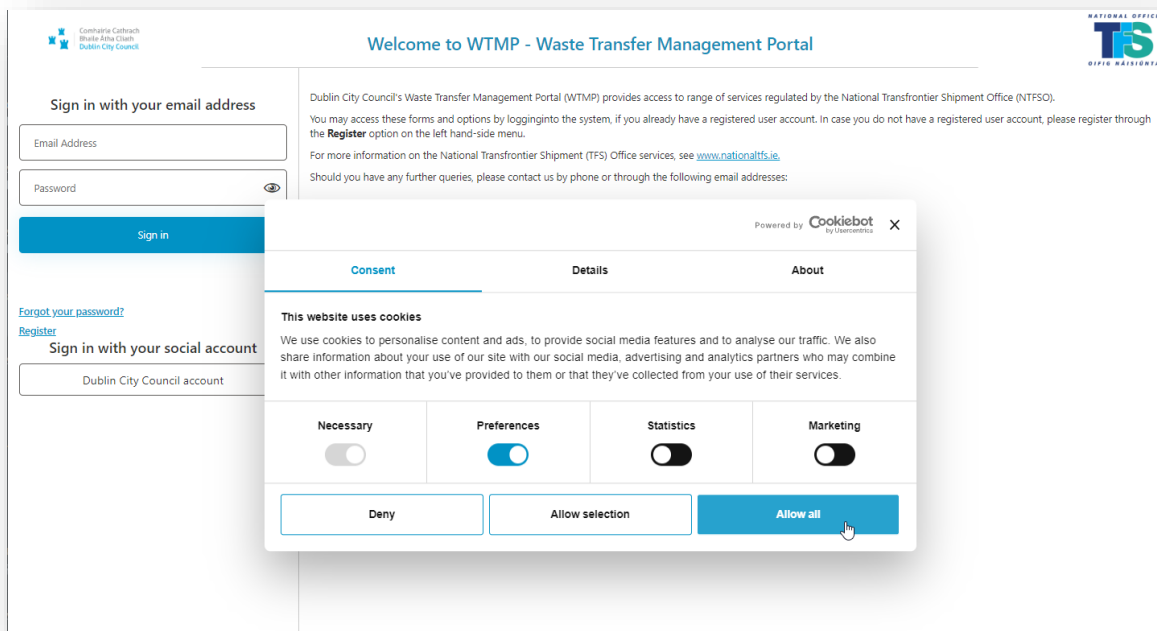 Comhairle Cathrach
Bhaile Átha Cliath
Dublin City Council
Welcome to WTMP - Waste Transfer Management Portal
NATIONAL OFFICE
TFS
OIFIG NÁISIÚNTA
Sign in with your email address
Email Address
Password
Sign in
Forgot your password?
Register
Sign in with your social account
Dublin City Council account
Dublin City Council's Waste Transfer Management Portal (WTMP) provides access to range of services regulated by the National Transfrontier Shipment Office (NTFSO).
You may access these forms and options by logginginto the system, if you already have a registered user account. In case you do not have a registered user account, please register through
the Register option on the left hand-side menu.
For more information on the National Transfrontier Shipment (TFS) Office services, see www.nationaltfs.ie.
Should you have any further queries, please contact us by phone or through the following email addresses:
Powered by Cookiebot
by Usercentrics
Consent
Details
About
This website uses cookies
We use cookies to personalise content and ads, to provide social media features and to analyse our traffic. We also
share information about your use of our site with our social media, advertising and analytics partners who may combine
it with other information that you've provided to them or that they've collected from your use of their services.
Necessary
Preferences
Statistics
Marketing
Deny
Allow selection
Allow all